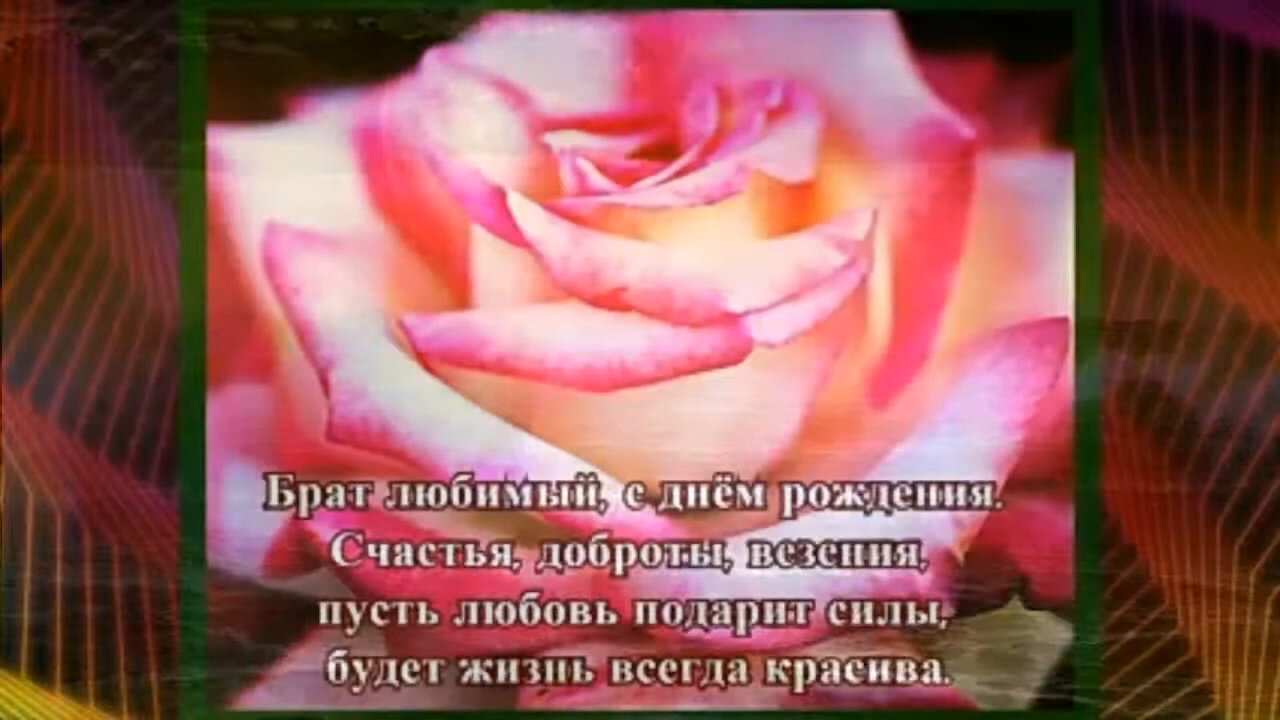 Брат любимый, с днём рождения.
Счастья, доброты, везения,
пусть любовь подарит силы,
будет жизнь всегда красива.